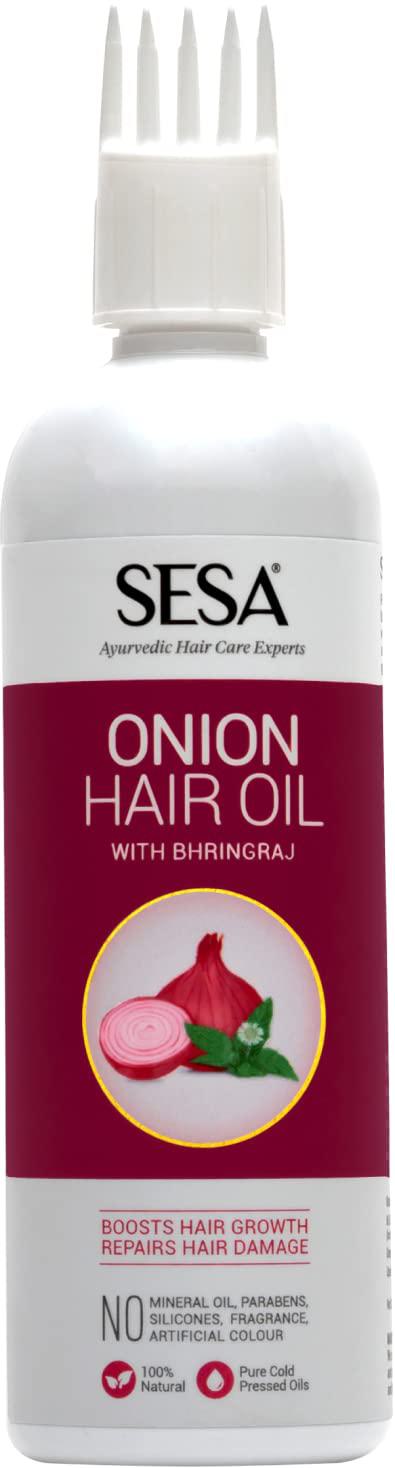 SESA®
Ayurvedic Hair Care Experts
ONION
HAIR OIL
WITH BHRINGRAJ
BOOSTS HAIR GROWTH
REPAIRS HAIR DAMAGE
NO MINERAL OIL, PARABENS,
SILICONES, FRAGRANCE,
ARTIFICIAL COLOUR
100%
Natural
Pure Cold
Pressed Oils